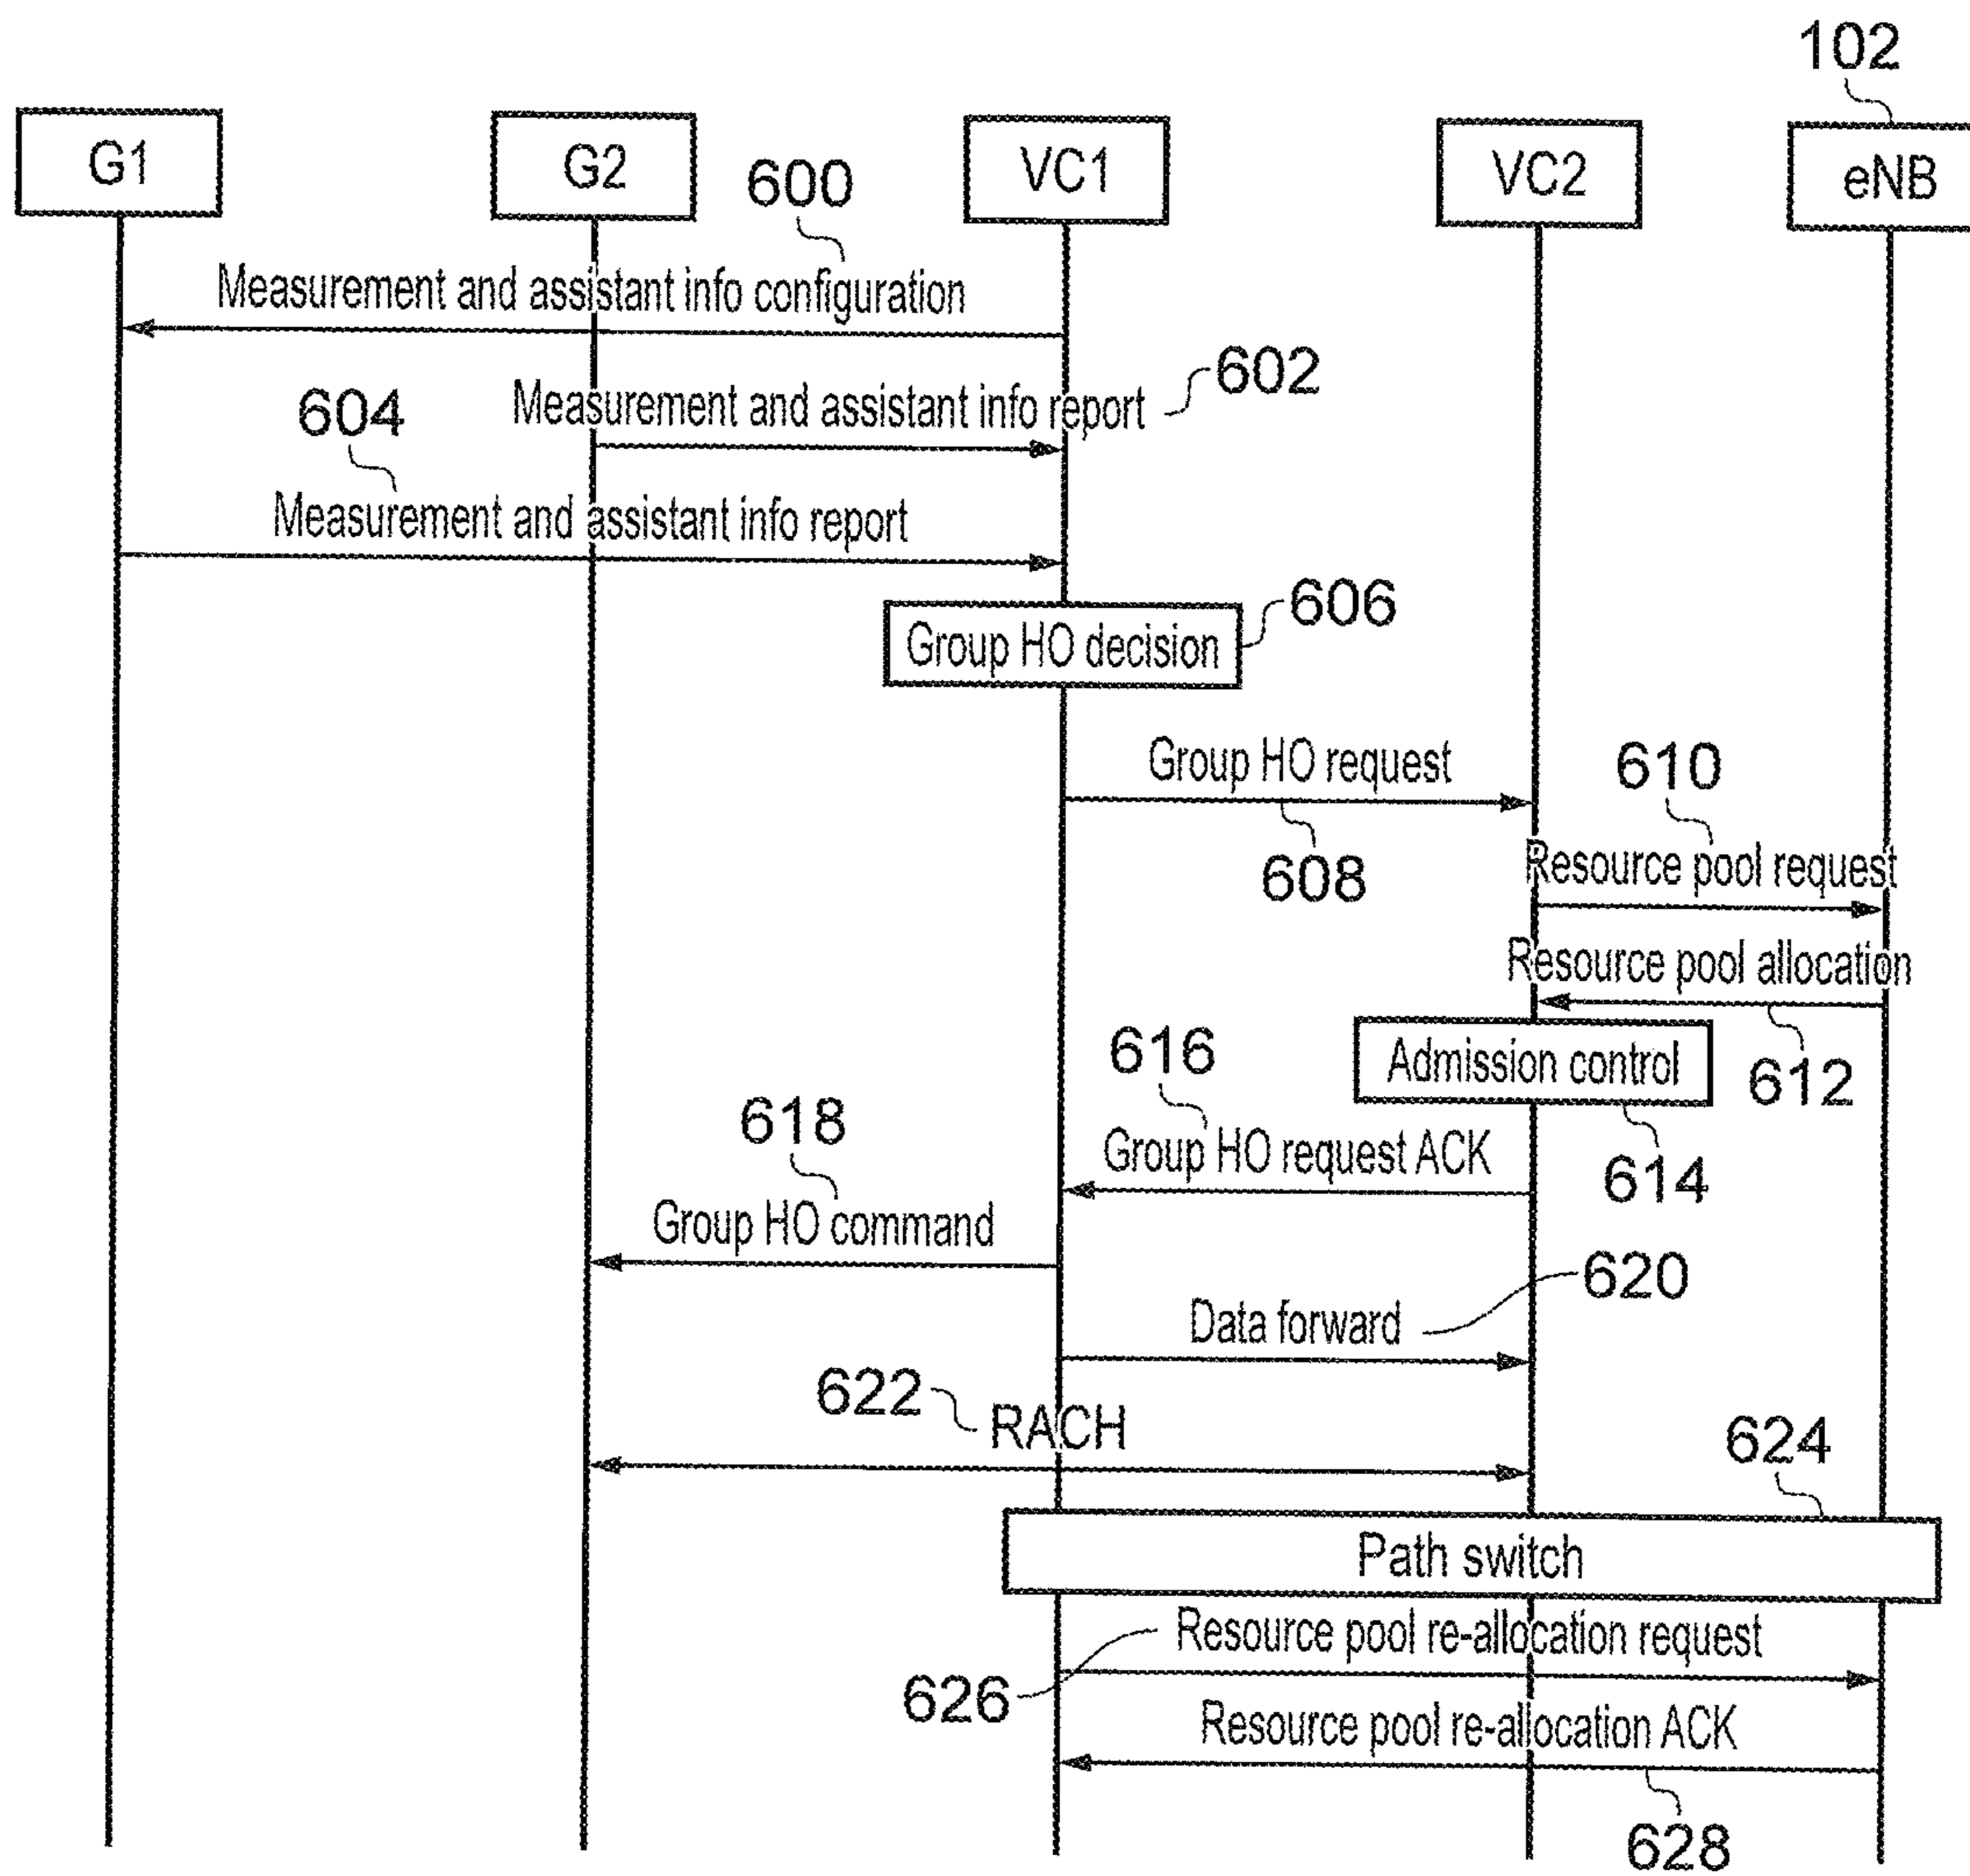 102
G1
G2
VC1
VC2
eNB
600
Measurement and assistant info configuration
602
Measurement and assistant info report
604
Measurement and assistant info report
606
Group HO decision
Group HO request
608
610
Resource pool request
Resource pool allocation
612
Admission control
614
616
Group HO request ACK
618
Group HO command
620
Data forward
622
RACH
624
Path switch
Resource pool re-allocation request
626
Resource pool re-allocation ACK
628